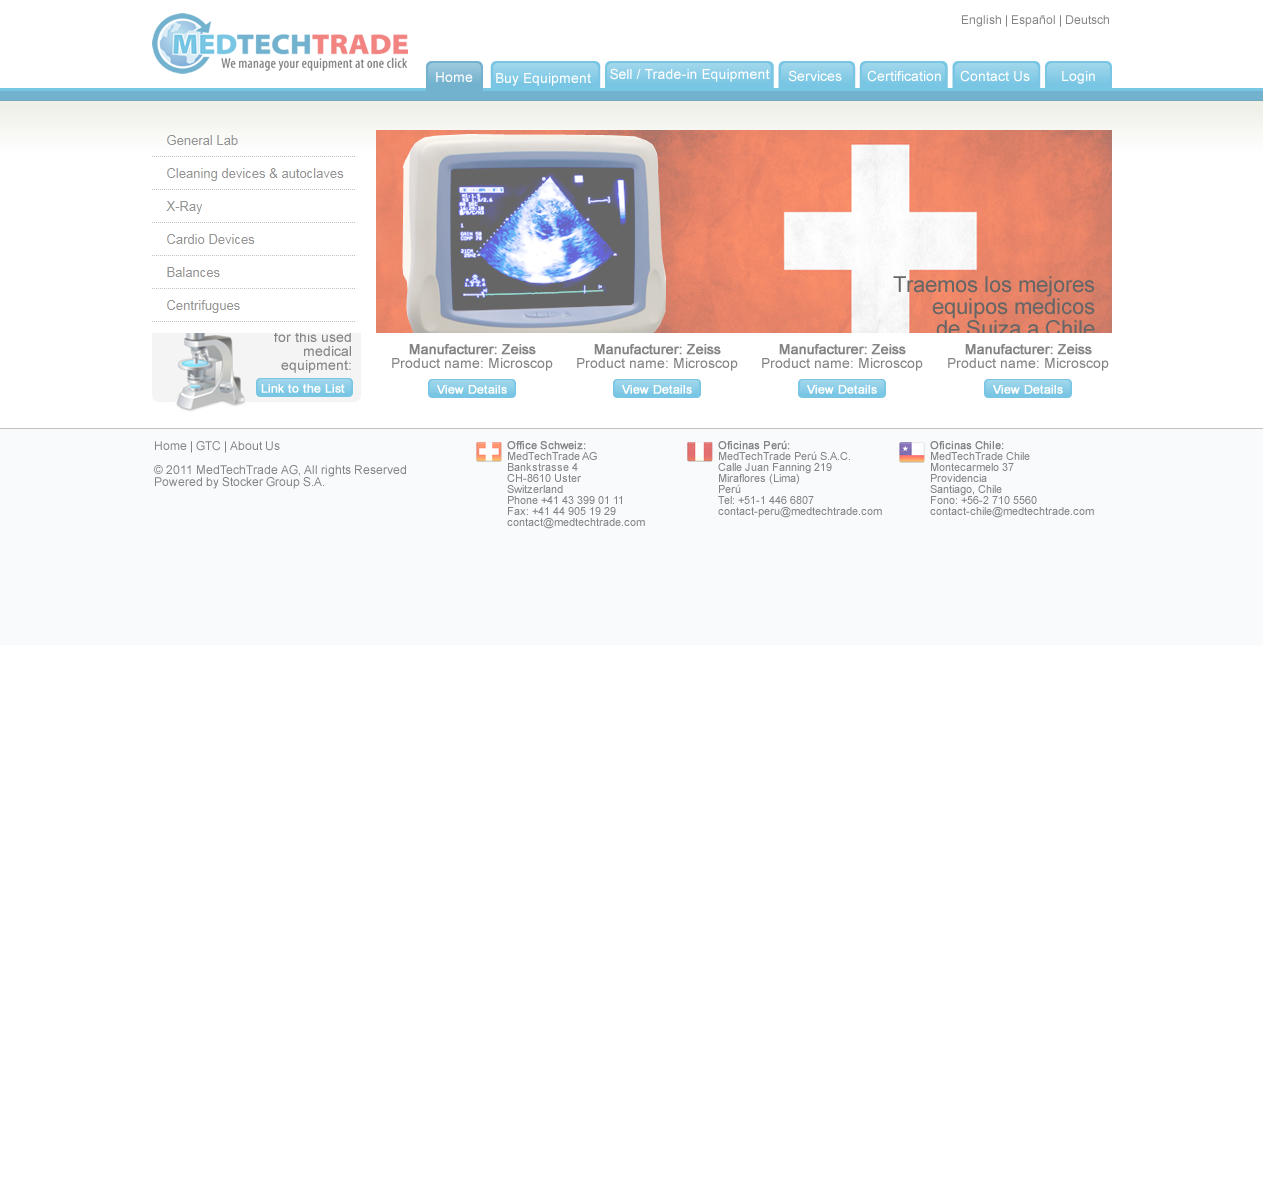 English | Español | Deutsch
MEDTECHTRADE
We manage your equipment at one click
Home
Buy Equipment
Sell / Trade-in Equipment
Services
Certification
Contact Us
Login
General Lab
Cleaning devices & autoclaves
X-Ray
Cardio Devices
Balances
Centrifugues
Traemos los mejores
equipos medicos
de Suiza a Chile
for this used
medical
equipment:
Link to the List
Manufacturer: Zeiss
Product name: Microscop
View Details
Manufacturer: Zeiss
Product name: Microscop
View Details
Manufacturer: Zeiss
Product name: Microscop
View Details
Manufacturer: Zeiss
Product name: Microscop
View Details
Home | GTC | About Us
© 2011 MedTechTrade AG, All rights Reserved
Powered by Stocker Group S.A.
Office Schweiz:
MedTechTrade AG
Bankstrasse 4
CH-8610 Uster
Switzerland
Phone +41 43 399 01 11
Fax: +41 44 905 19 29
contact@medtechtrade.com
Oficinas Perú:
MedTechTrade Perú S.A.C.
Calle Juan Fanning 219
Miraflores (Lima)
Perú
Tel: +51-1 446 6807
contact-peru@medtechtrade.com
Oficinas Chile:
MedTechTrade Chile
Montecarmelo 37
Providencia
Santiago, Chile
Fono: +56-2 710 5560
contact-chile@medtechtrade.com